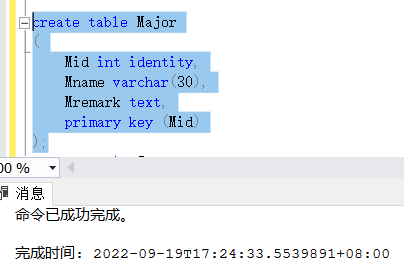 create table Major
(
Mid int identity,
Mname varchar(30),
Mremark text,
primary key (Mid)
);
00 %
消息
命令已成功完成。
完成时间: 2022-09-19T17:24:33.5539891+08:00